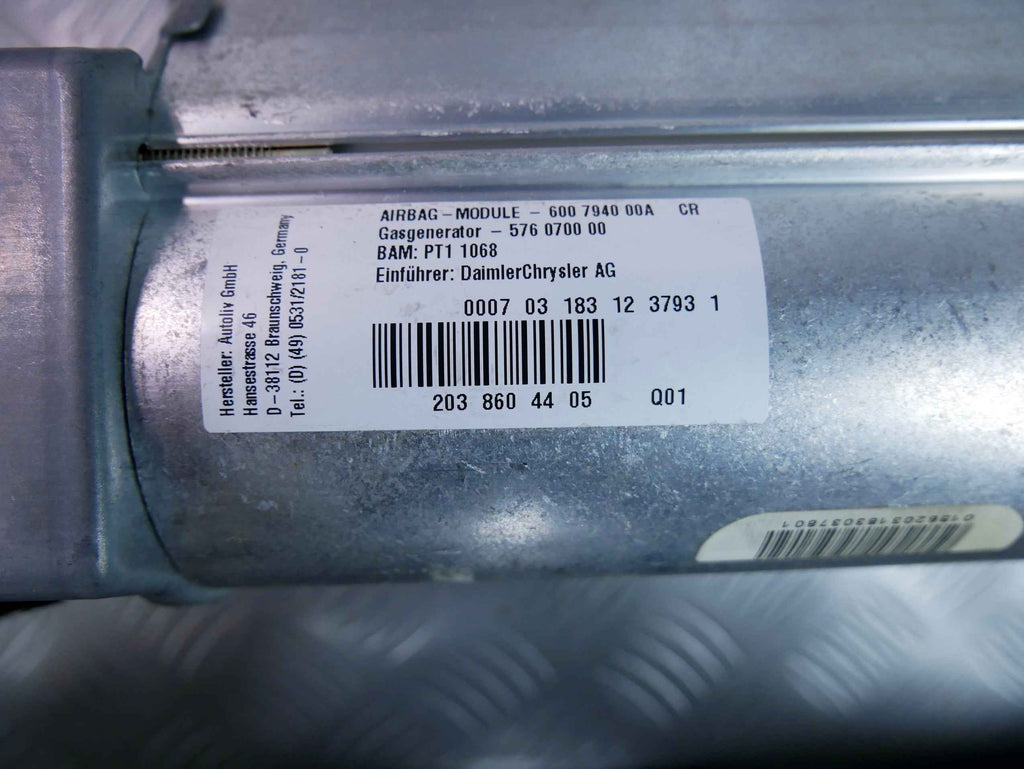 AIRBAG - MODULE - 600 7940 00A CR
Gasgenerator - 576 0700 00
BAM: PT1 1068
Einführer: DaimlerChrysler AG
0007 03 183 12 3793 1
203 860 44 05 Q01
Hersteller: Autoliv GmbH
Hansestrasse 46
D-38112 Braunschweig, Germany
Tel.: (D) (49) 0531/2181-0